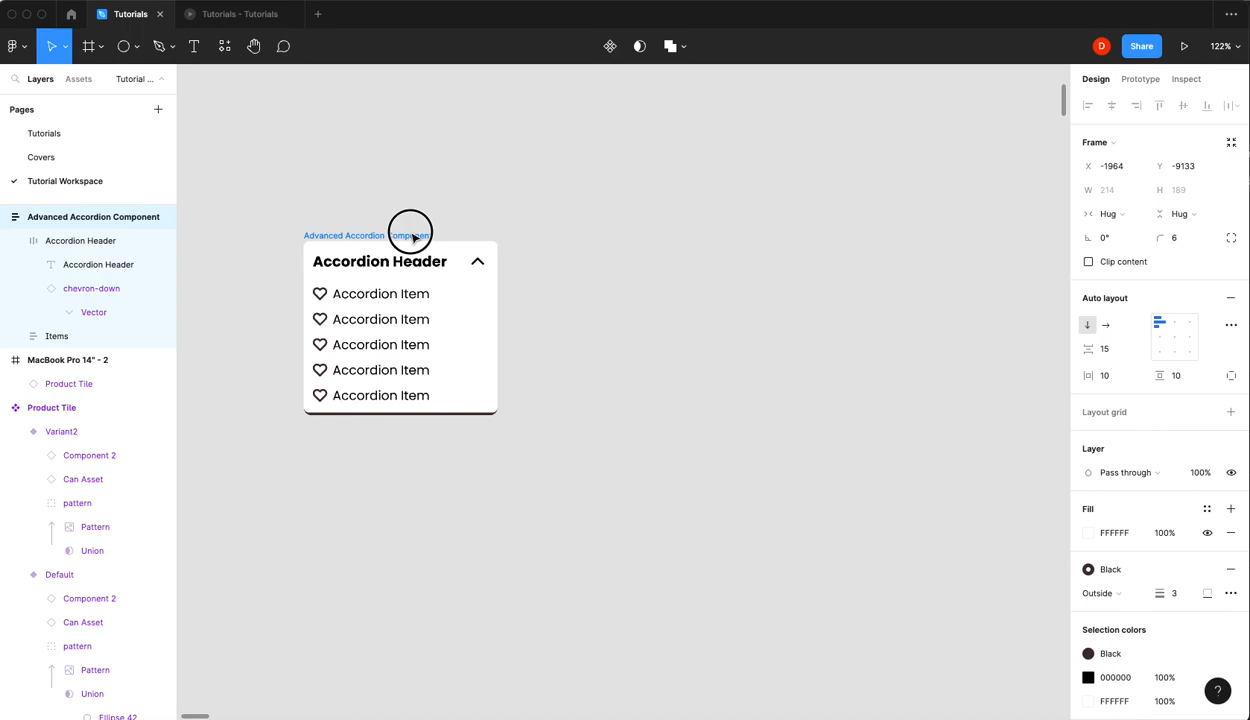 Tutorials
Tutorials - Tutorials
D
Share
122%
Layers
Assets
Tutorial ...
Pages
Tutorials
Covers
Tutorial Workspace
Advanced Accordion Component
Accordion Header
Accordion Header
chevron-down
Vector
Items
MacBook Pro 14" - 2
Product Tile
Product Tile
Variant2
Component 2
Can Asset
pattern
Pattern
Union
Default
Component 2
Can Asset
pattern
Pattern
Union
Ellipse 42
Advanced Accordion Component
Accordion Header
Accordion Item
Accordion Item
Accordion Item
Accordion Item
Accordion Item
Design
Prototype
Inspect
Frame
X -1964 Y -9133
W 214 H 189
Hug Hug
0° 6
Clip content
Auto layout
15
10 10
Layout grid
Layer
Pass through 100%
Fill
FFFFFF 100%
Black
Outside 3
Selection colors
Black
000000 100%
FFFFFF 100%
?